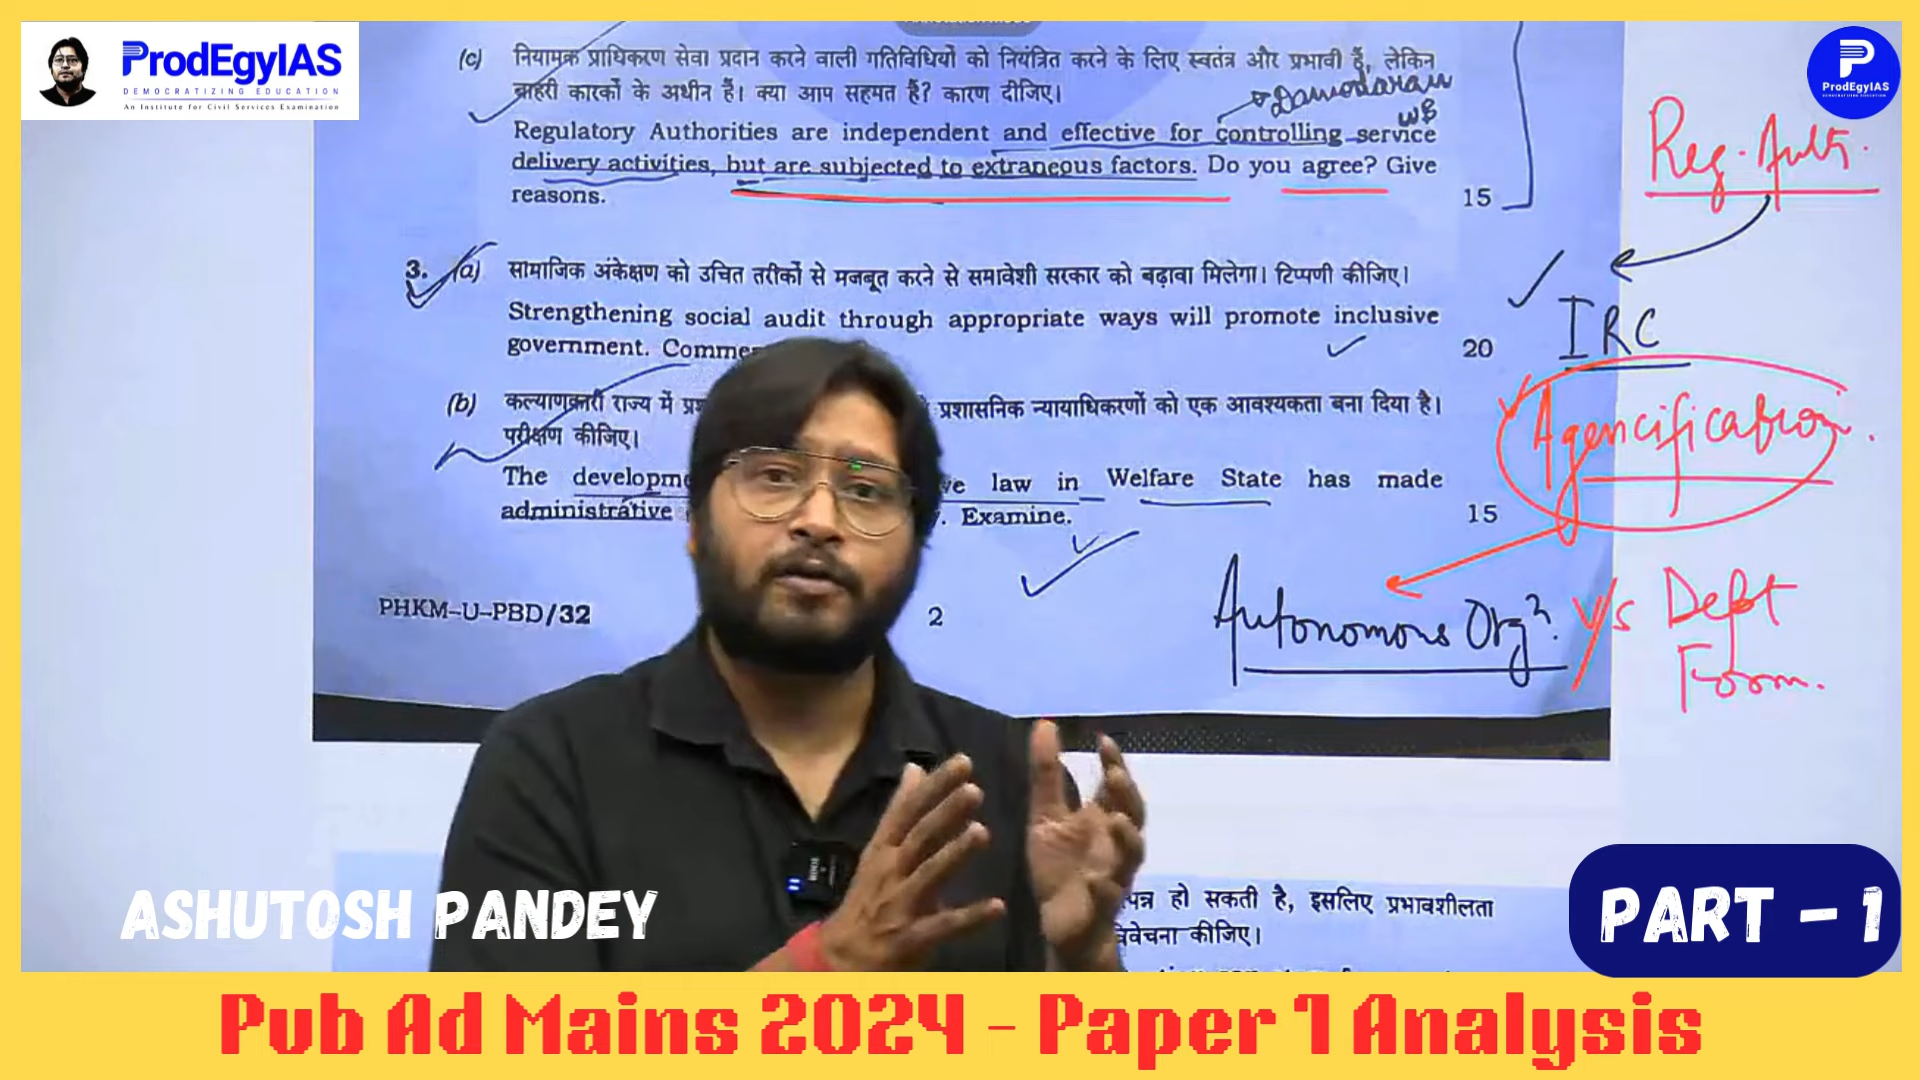 ProdEgyIAS
DEMOCRATIZING EDUCATION
An Institute for Civil Services Examination
P
ProdEgyIAS
(c) नियामक प्राधिकरण सेवा प्रदान करने वाली गतिविधियों को नियंत्रित करने के लिए स्वतंत्र और प्रभावी हैं, लेकिन
बाहरी कारकों के अधीन हैं। क्या आप सहमत हैं? कारण दीजिए।
Damodaran
Regulatory Authorities are independent and effective for controlling service
delivery activities, but are subjected to extraneous factors. Do you agree? Give
reasons. 15
Reg. Auth.
3. (a) सामाजिक अंकेक्षण को उचित तरीकों से मजबूत करने से समावेशी सरकार को बढ़ावा मिलेगा। टिप्पणी कीजिए।
Strengthening social audit through appropriate ways will promote inclusive
government. Comme 20
IRC
Agencification.
(b) कल्याणकारी राज्य में प्रशासनिक न्यायाधिकरणों को एक आवश्यकता बना दिया है।
परीक्षण कीजिए।
The developme ve law in Welfare State has made
administrative . Examine. 15
Autonomous Orgn. v/s Dept
Form.
PHKM-U-PBD/32 2
हो सकती है, इसलिए प्रभावशीलता
कीजिए।
ASHUTOSH PANDEY
PART - 1
Pub Ad Mains 2024 - Paper 1 Analysis